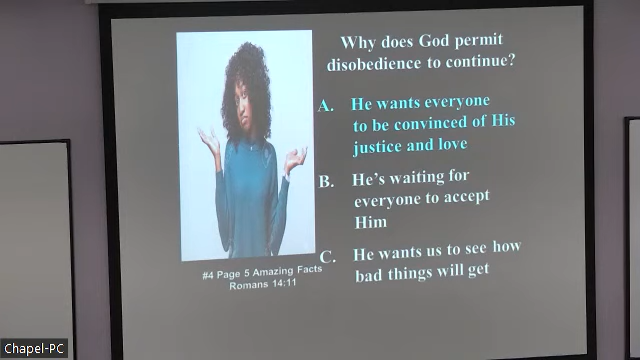 Why does God permit
disobedience to continue?
A. He wants everyone
to be convinced of His
justice and love
B. He's waiting for
everyone to accept
Him
C. He wants us to see how
bad things will get
#4 Page 5 Amazing Facts
Romans 14:11
Chapel-PC